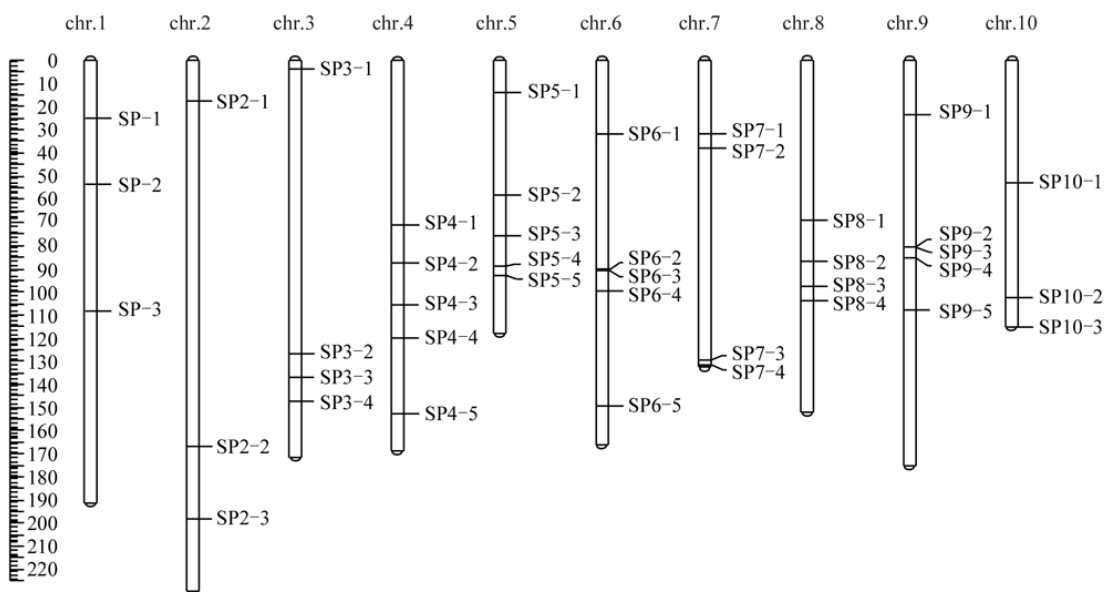 chr.1 chr.2 chr.3 chr.4 chr.5 chr.6 chr.7 chr.8 chr.9 chr.10
0
10
20
30
40
50
60
70
80
90
100
110
120
130
140
150
160
170
180
190
200
210
220
SP-1
SP-2
SP-3
SP2-1
SP2-2
SP2-3
SP3-1
SP3-2
SP3-3
SP3-4
SP4-1
SP4-2
SP4-3
SP4-4
SP4-5
SP5-1
SP5-2
SP5-3
SP5-4
SP5-5
SP6-1
SP6-2
SP6-3
SP6-4
SP6-5
SP7-1
SP7-2
SP7-3
SP7-4
SP8-1
SP8-2
SP8-3
SP8-4
SP9-1
SP9-2
SP9-3
SP9-4
SP9-5
SP10-1
SP10-2
SP10-3